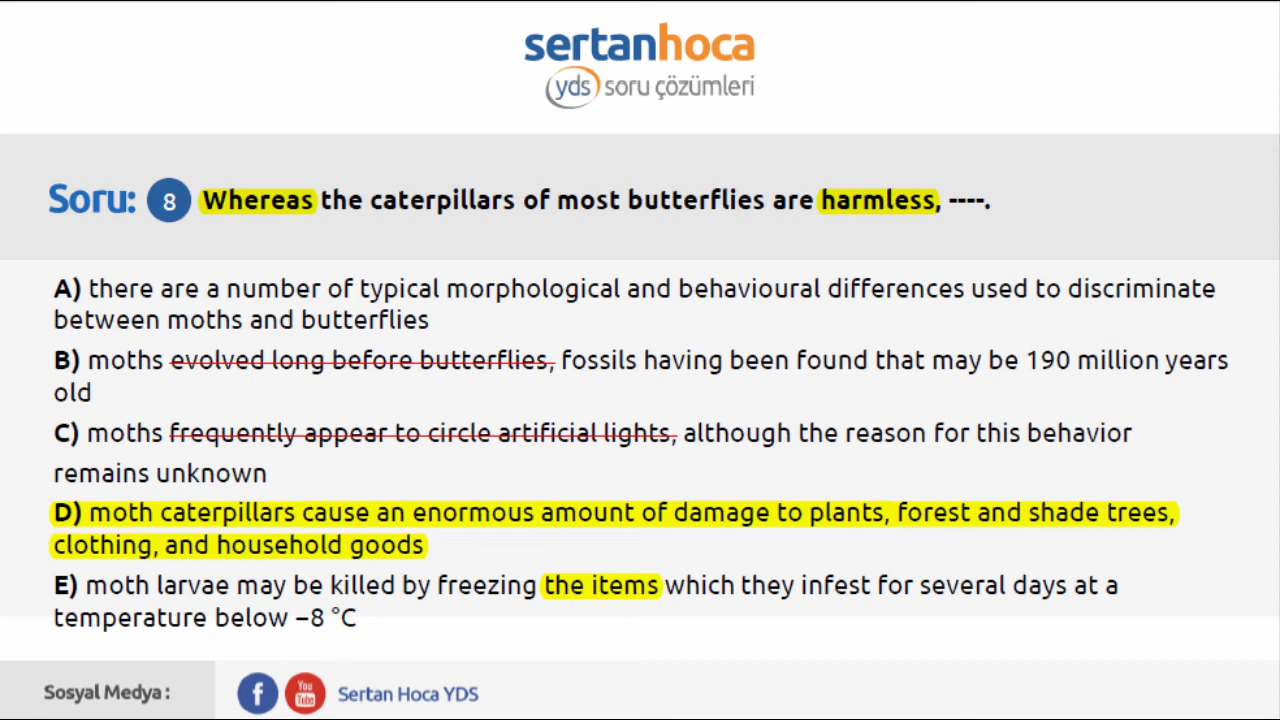 sertanhoca
yds soru çözümleri
Soru: 8 Whereas the caterpillars of most butterflies are harmless, ----.
A) there are a number of typical morphological and behavioural differences used to discriminate
between moths and butterflies
B) moths evolved long before butterflies, fossils having been found that may be 190 million years
old
C) moths frequently appear to circle artificial lights, although the reason for this behavior
remains unknown
D) moth caterpillars cause an enormous amount of damage to plants, forest and shade trees,
clothing, and household goods
E) moth larvae may be killed by freezing the items which they infest for several days at a
temperature below −8 °C
Sosyal Medya : f You Tube Sertan Hoca YDS